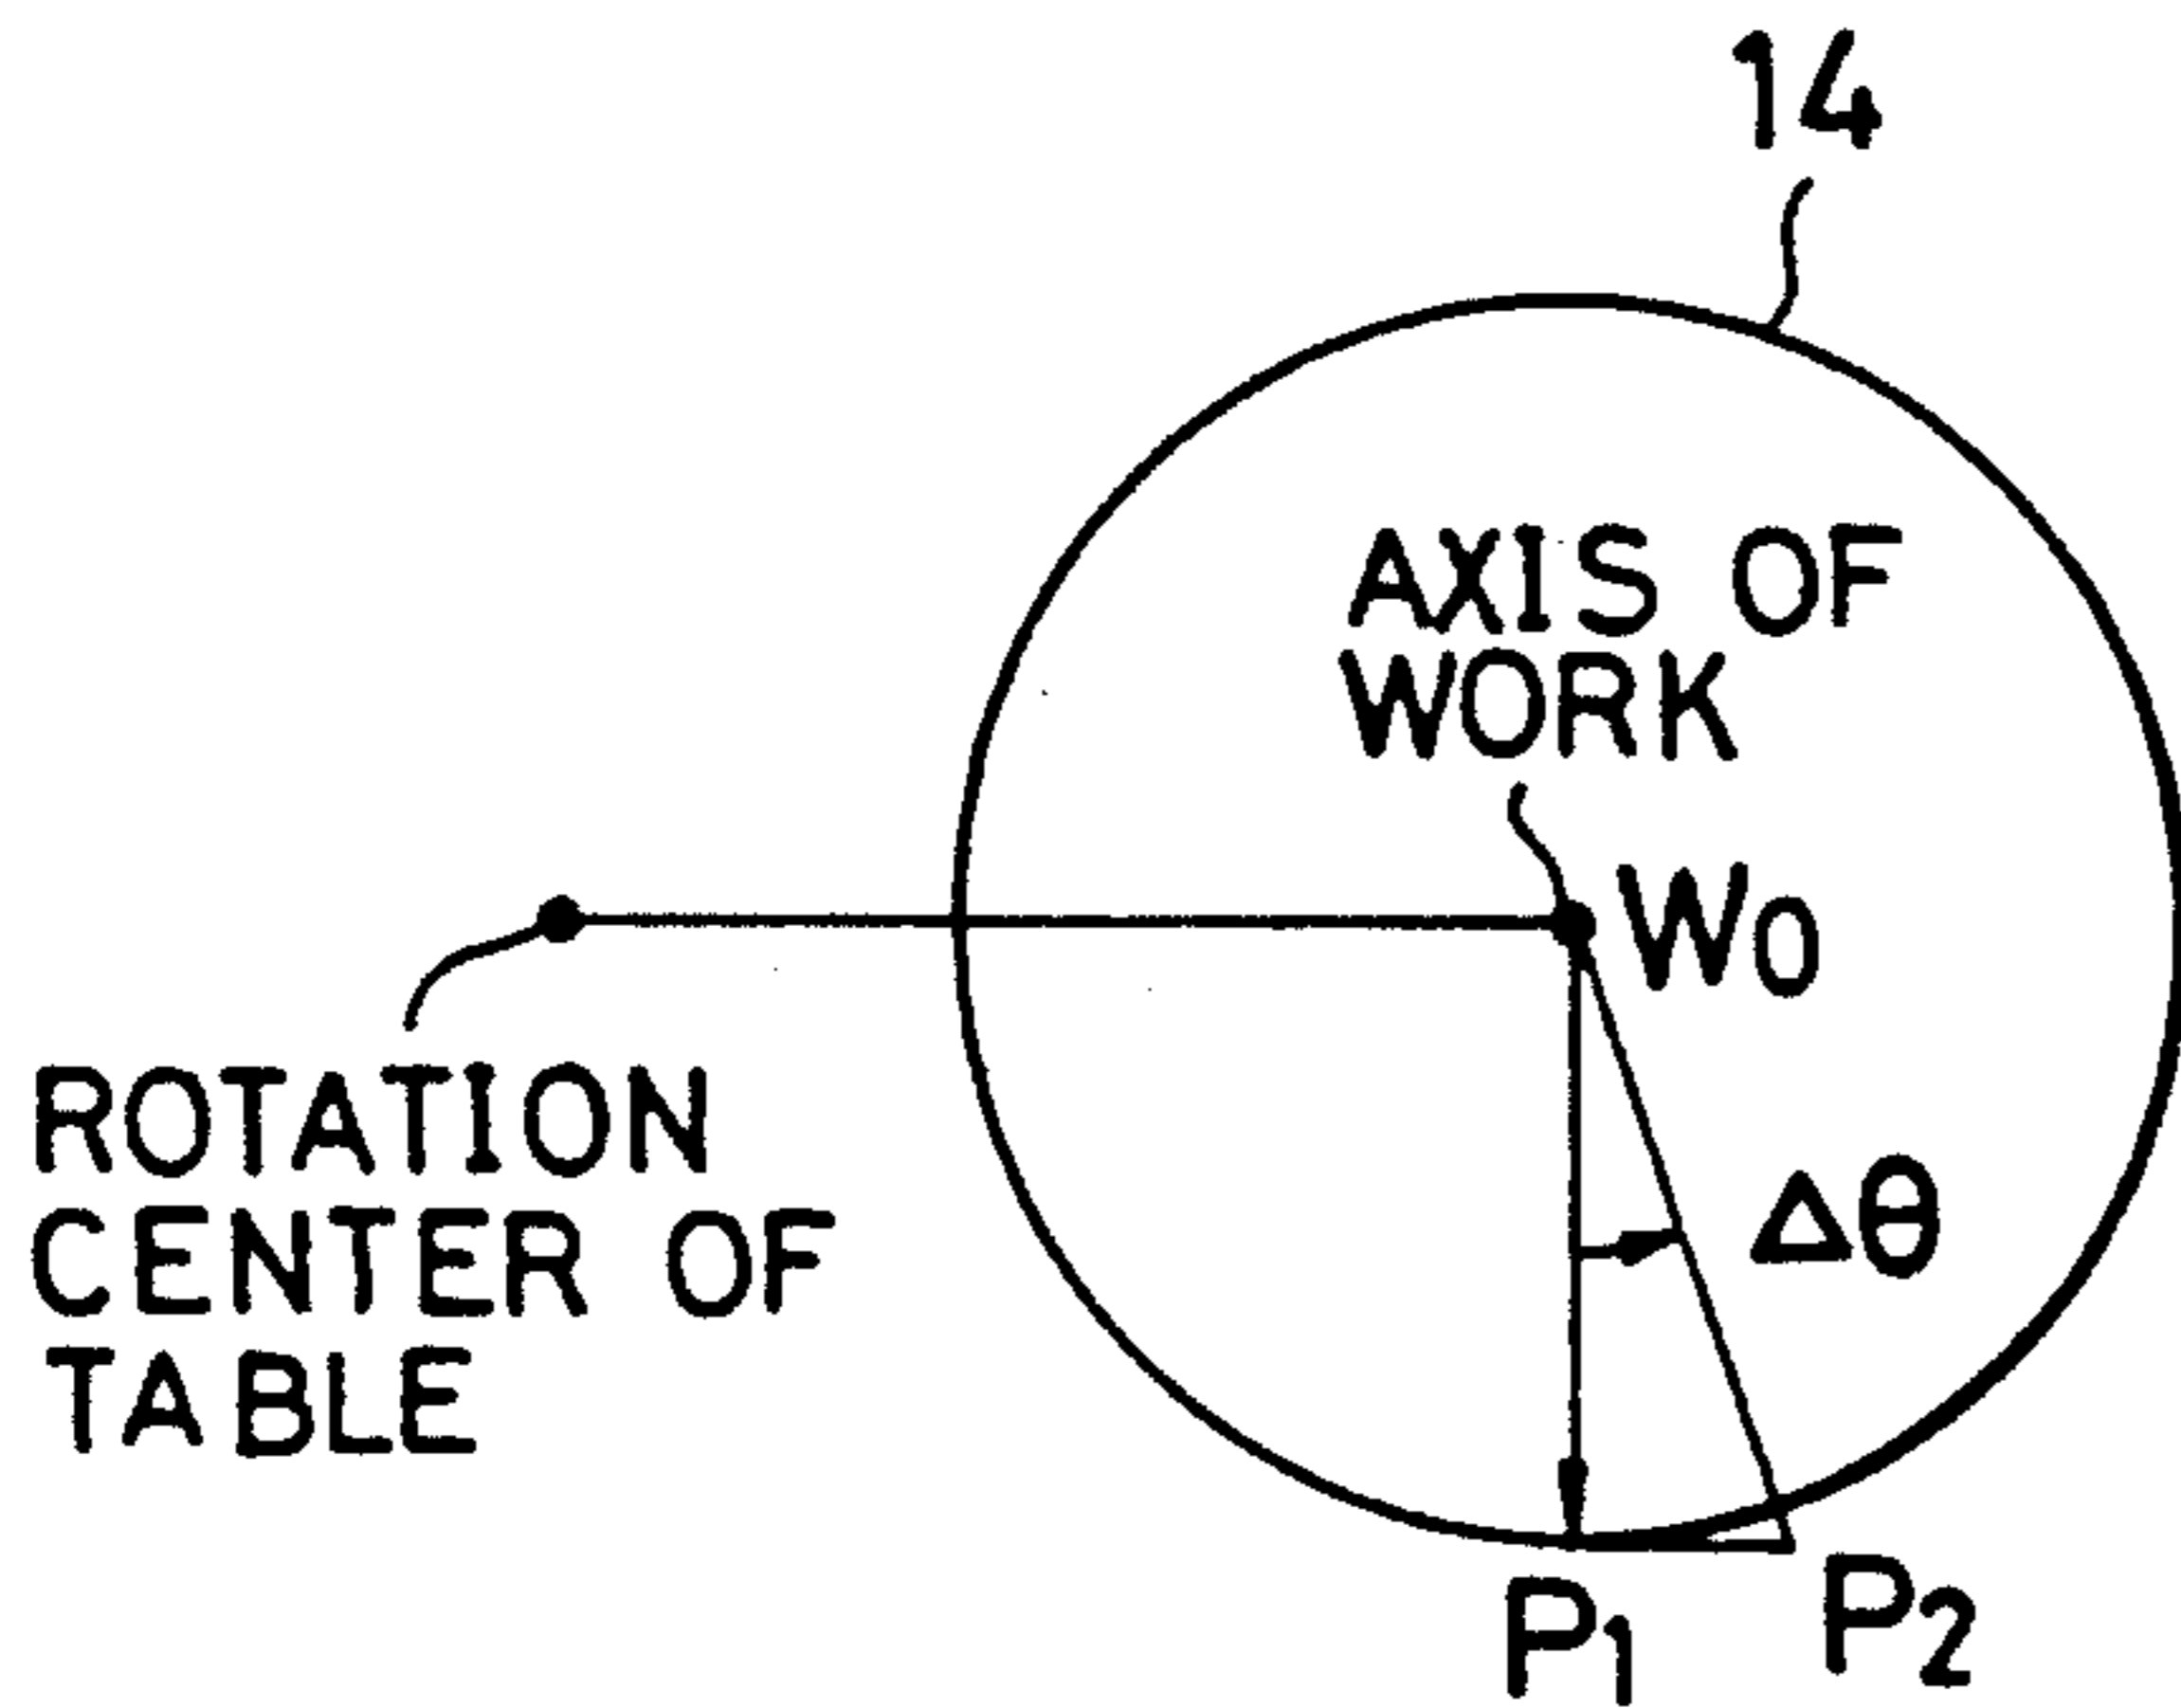 14
AXIS OF
WORK
W0
ROTATION
CENTER OF
TABLE
Δθ
P1
P2